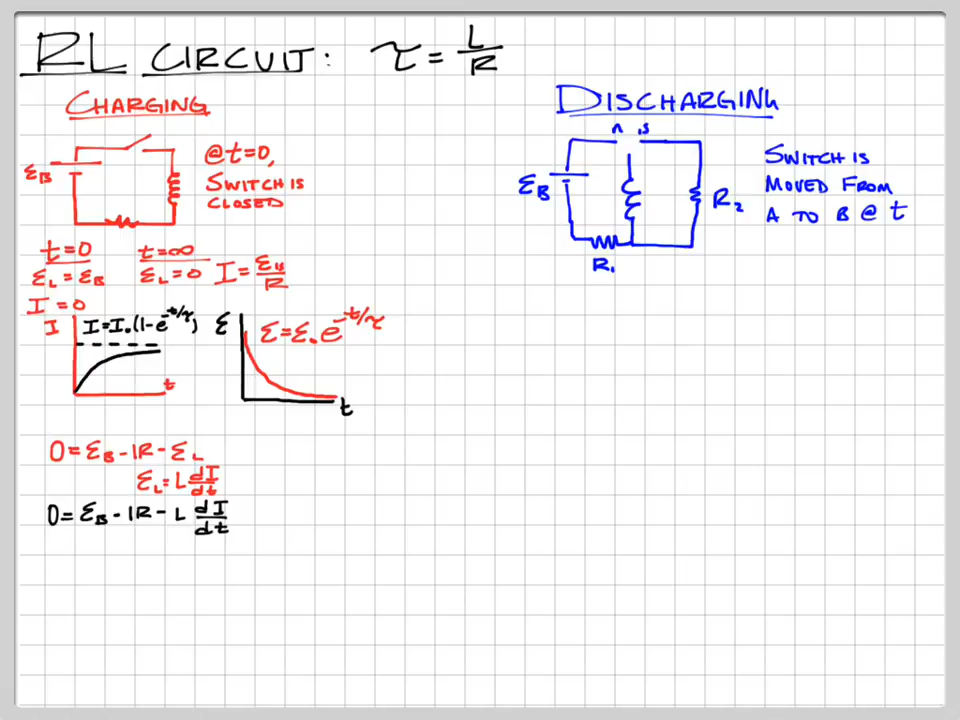 RL CIRCUIT: τ = L/R
CHARGING
εB
@t=0,
SWITCH IS
CLOSED
t=0
εL=εB
I=0
t=∞
εL=0
I=εB/R
I
I=I₀(1-e^-t/τ)
t
ε
ε=ε₀e^-t/τ
t
0=εB-IR-εL
εL=L dI/dt
0=εB-IR-L dI/dt
DISCHARGING
A B
εB
R₁
R₂
SWITCH IS
MOVED FROM
A TO B @ t